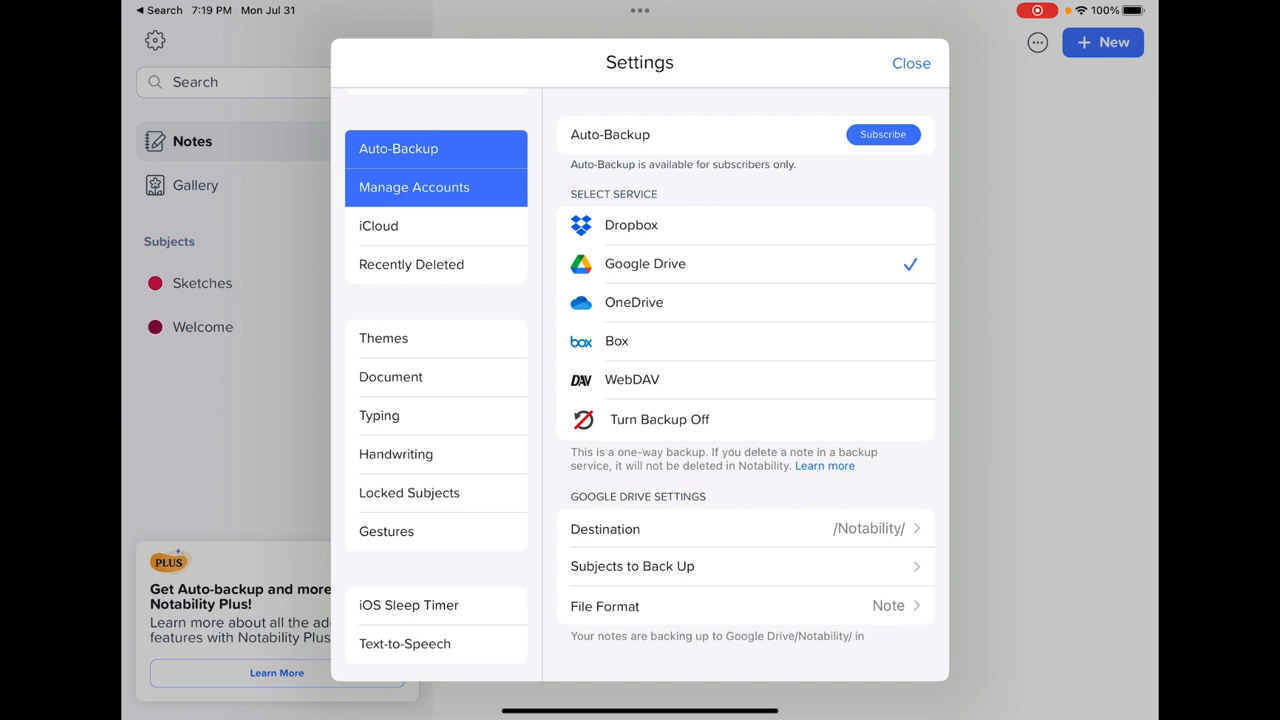 Search 7:19 PM Mon Jul 31
100%
Settings
Close
New
Search
Notes
Gallery
Subjects
Sketches
Welcome
PLUS
Get Auto-backup and more
Notability Plus!
Learn more about all the ad
features with Notability Plus
Learn More
Auto-Backup
Manage Accounts
iCloud
Recently Deleted
Themes
Document
Typing
Handwriting
Locked Subjects
Gestures
iOS Sleep Timer
Text-to-Speech
Auto-Backup Subscribe
Auto-Backup is available for subscribers only.
SELECT SERVICE
Dropbox
Google Drive
OneDrive
box Box
DAV WebDAV
Turn Backup Off
This is a one-way backup. If you delete a note in a backup
service, it will not be deleted in Notability. Learn more
GOOGLE DRIVE SETTINGS
Destination /Notability/
Subjects to Back Up
File Format Note
Your notes are backing up to Google Drive/Notability/ in